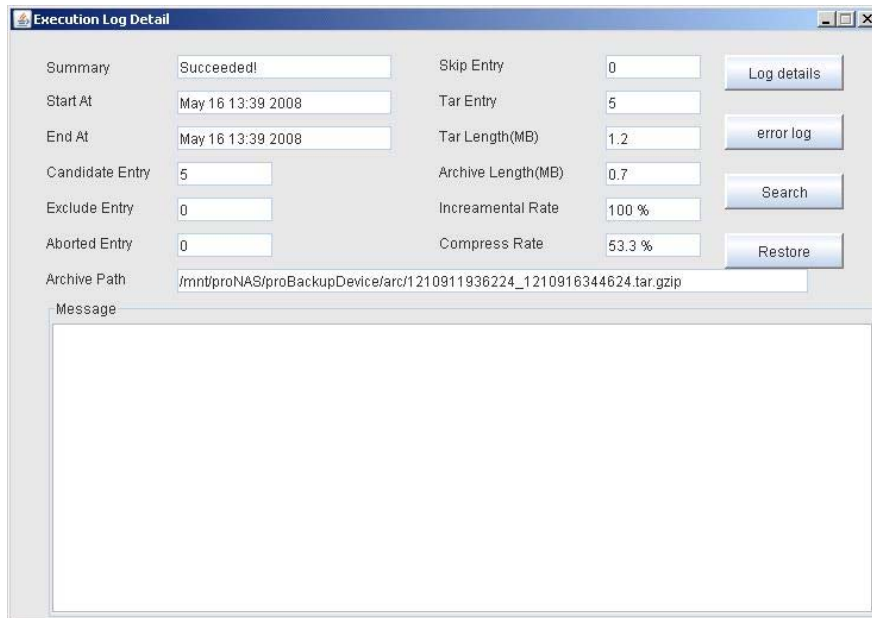 Execution Log Detail
Summary Succeeded! Skip Entry 0 Log details
Start At May 16 13:39 2008 Tar Entry 5
End At May 16 13:39 2008 Tar Length(MB) 1.2 error log
Candidate Entry 5 Archive Length(MB) 0.7 Search
Exclude Entry 0 Increamental Rate 100 %
Aborted Entry 0 Compress Rate 53.3 % Restore
Archive Path /mnt/proNAS/proBackupDevice/arc/1210911936224_1210916344624.tar.gzip
Message